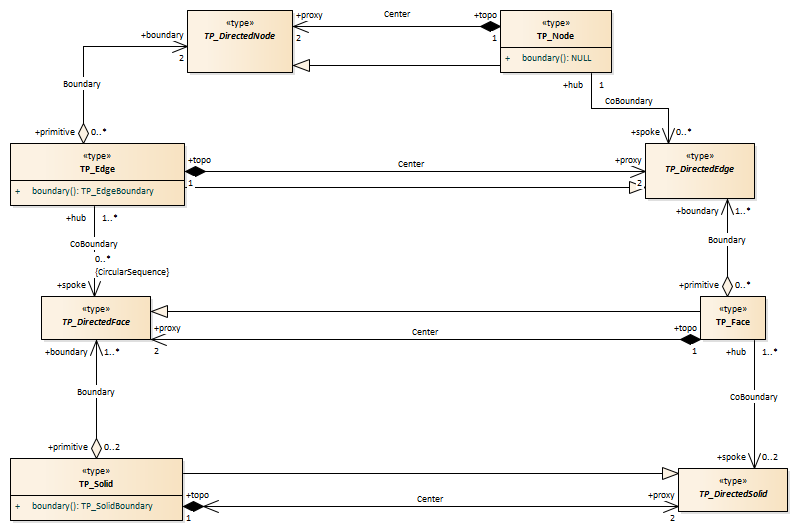 «type»
TP_DirectedNode
+proxy
2
Center
+topo
1
«type»
TP_Node
+ boundary(): NULL
+boundary
2
Boundary
+primitive 0..*
+hub 1
CoBoundary
+spoke 0..*
«type»
TP_Edge
+ boundary(): TP_EdgeBoundary
+topo
1
Center
+proxy
2
«type»
TP_DirectedEdge
+hub 1..*
CoBoundary
0..*
{CircularSequence}
+spoke
+boundary 1..*
Boundary
+primitive 0..*
«type»
TP_DirectedFace
+proxy
2
Center
+topo
1
«type»
TP_Face
+boundary 1..*
Boundary
+primitive 0..2
+hub 1..*
CoBoundary
+spoke 0..2
«type»
TP_Solid
+ boundary(): TP_SolidBoundary
+topo
1
Center
+proxy
2
«type»
TP_DirectedSolid